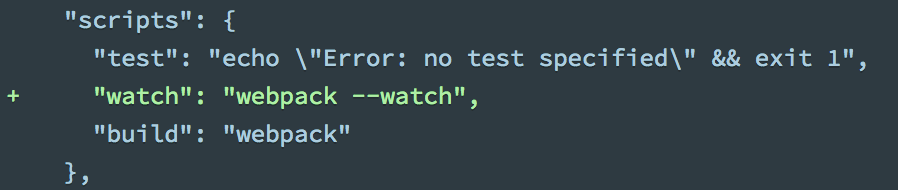 "scripts": {
"test": "echo \"Error: no test specified\" && exit 1",
+ "watch": "webpack --watch",
"build": "webpack"
},